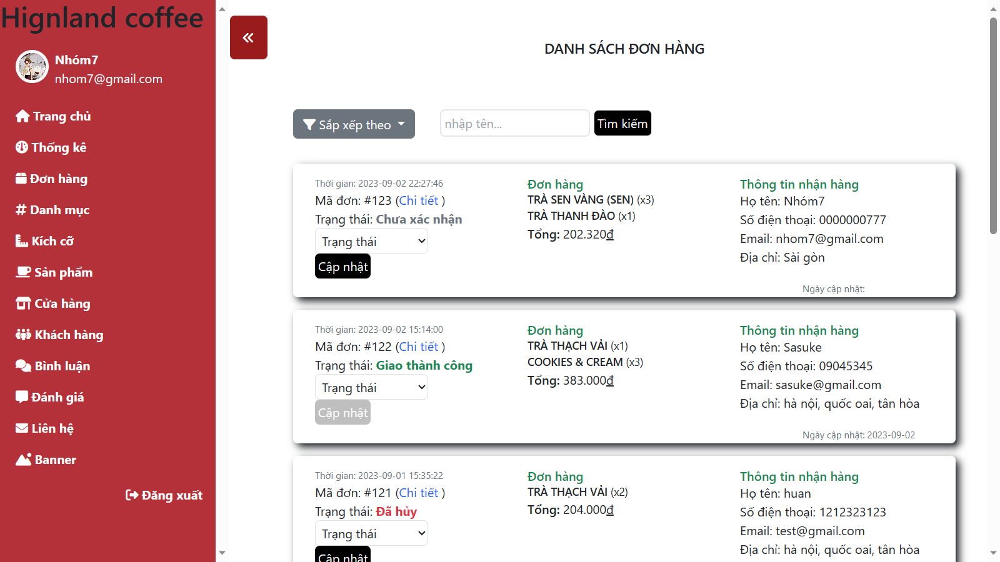 Hignland coffee
Nhóm7
nhom7@gmail.com
Trang chủ
Thống kê
Đơn hàng
Danh mục
Kích cỡ
Sản phẩm
Cửa hàng
Khách hàng
Bình luận
Đánh giá
Liên hệ
Banner
Đăng xuất
DANH SÁCH ĐƠN HÀNG
Sắp xếp theo
nhập tên...
Tìm kiếm
Thời gian: 2023-09-02 22:27:46
Mã đơn: #123 (Chi tiết )
Trạng thái: Chưa xác nhận
Trạng thái
Cập nhật
Đơn hàng
TRÀ SEN VÀNG (SEN) (x3)
TRÀ THANH ĐÀO (x1)
Tổng: 202.320đ
Thông tin nhận hàng
Họ tên: Nhóm7
Số điện thoại: 0000000777
Email: nhom7@gmail.com
Địa chỉ: Sài gòn
Ngày cập nhật:
Thời gian: 2023-09-02 15:14:00
Mã đơn: #122 (Chi tiết )
Trạng thái: Giao thành công
Trạng thái
Cập nhật
Đơn hàng
TRÀ THẠCH VẢI (x1)
COOKIES & CREAM (x3)
Tổng: 383.000đ
Thông tin nhận hàng
Họ tên: Sasuke
Số điện thoại: 09045345
Email: sasuke@gmail.com
Địa chỉ: hà nội, quốc oai, tân hòa
Ngày cập nhật: 2023-09-02
Thời gian: 2023-09-01 15:35:22
Mã đơn: #121 (Chi tiết )
Trạng thái: Đã hủy
Trạng thái
Cập nhật
Đơn hàng
TRÀ THẠCH VẢI (x2)
Tổng: 204.000đ
Thông tin nhận hàng
Họ tên: huan
Số điện thoại: 1212323123
Email: test@gmail.com
Địa chỉ: hà nội, quốc oai, tân hòa